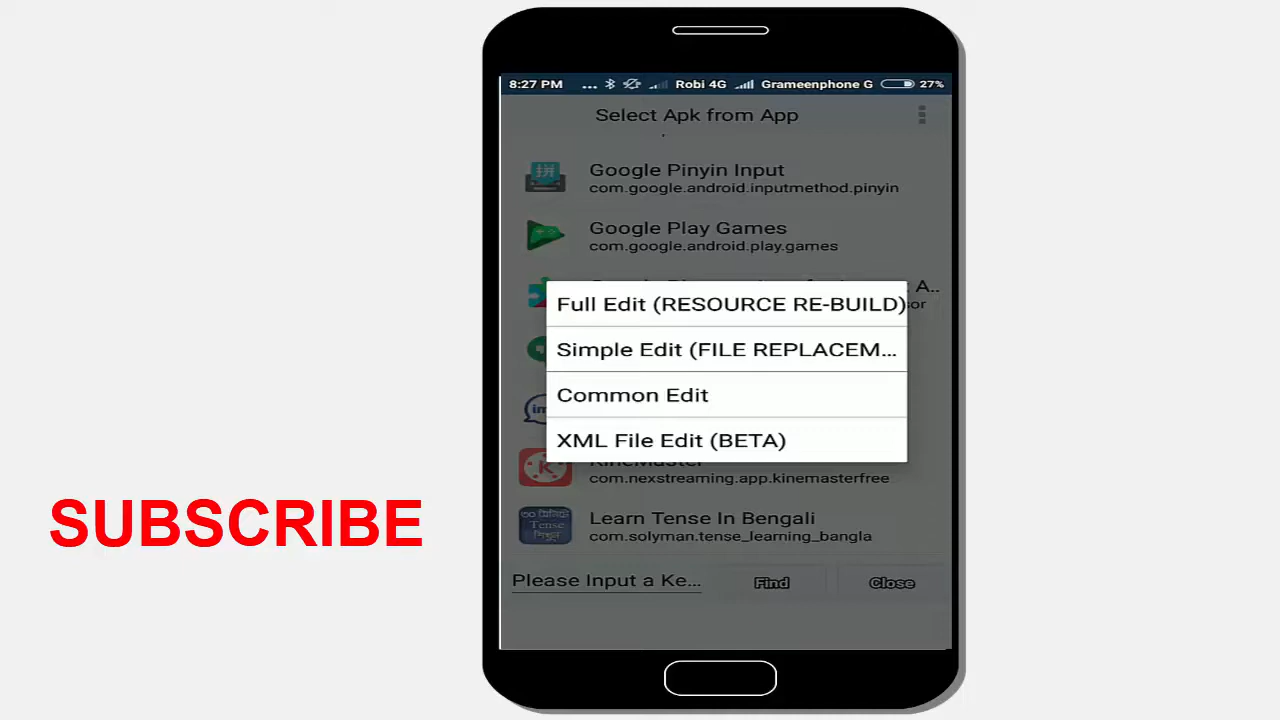 8:27 PM ... Robi 4G Grameenphone G 27%
Select Apk from App
Google Pinyin Input
com.google.android.inputmethod.pinyin
Google Play Games
com.google.android.play.games
A..
sor
Full Edit (RESOURCE RE-BUILD)
Simple Edit (FILE REPLACEM...
Common Edit
XML File Edit (BETA)
KineMaster
com.nexstreaming.app.kinemasterfree
Learn Tense In Bengali
com.solyman.tense_learning_bangla
Tense
Please Input a Ke... Find Close
SUBSCRIBE